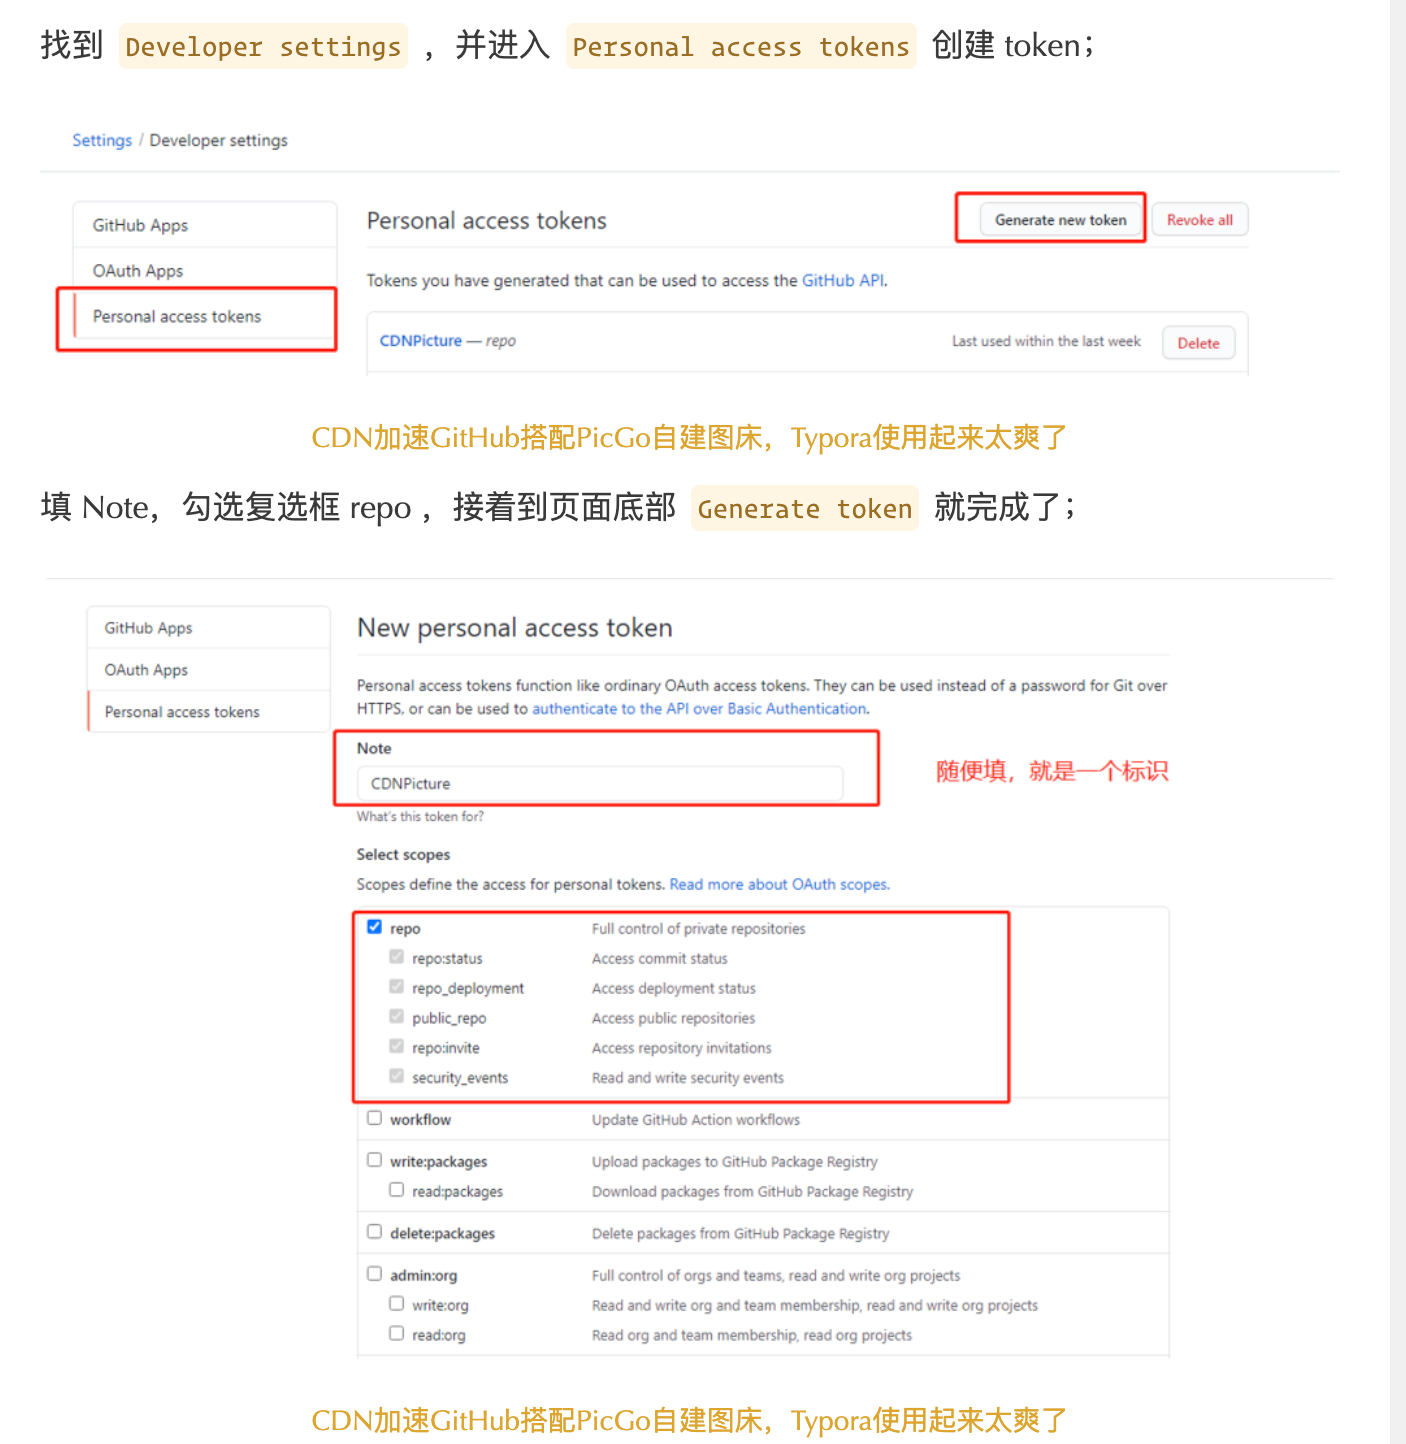 找到 Developer settings ，并进入 Personal access tokens 创建 token；
Settings / Developer settings
GitHub Apps
OAuth Apps
Personal access tokens
Personal access tokens
Generate new token
Revoke all
Tokens you have generated that can be used to access the GitHub API.
CDNPicture — repo
Last used within the last week
Delete
CDN加速GitHub搭配PicGo自建图床，Typora使用起来太爽了
填 Note，勾选复选框 repo ，接着到页面底部 Generate token 就完成了；
GitHub Apps
OAuth Apps
Personal access tokens
New personal access token
Personal access tokens function like ordinary OAuth access tokens. They can be used instead of a password for Git over
HTTPS, or can be used to authenticate to the API over Basic Authentication.
Note
CDNPicture
随便填，就是一个标识
What's this token for?
Select scopes
Scopes define the access for personal tokens. Read more about OAuth scopes.
repo Full control of private repositories
repo:status Access commit status
repo_deployment Access deployment status
public_repo Access public repositories
repo:invite Access repository invitations
security_events Read and write security events
workflow Update GitHub Action workflows
write:packages Upload packages to GitHub Package Registry
read:packages Download packages from GitHub Package Registry
delete:packages Delete packages from GitHub Package Registry
admin:org Full control of orgs and teams, read and write org projects
write:org Read and write org and team membership, read and write org projects
read:org Read org and team membership, read org projects
CDN加速GitHub搭配PicGo自建图床，Typora使用起来太爽了